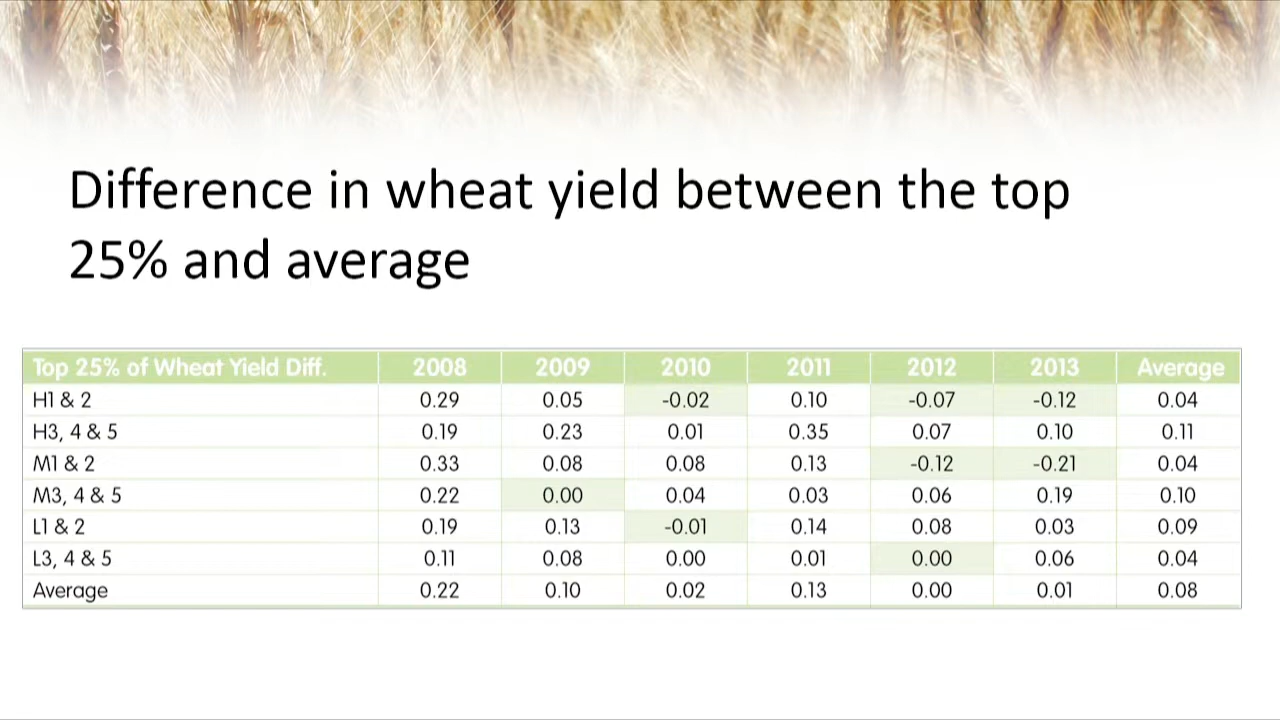 Difference in wheat yield between the top
25% and average
Top 25% of Wheat Yield Diff. 2008 2009 2010 2011 2012 2013 Average
H1 & 2 0.29 0.05 -0.02 0.10 -0.07 -0.12 0.04
H3, 4 & 5 0.19 0.23 0.01 0.35 0.07 0.10 0.11
M1 & 2 0.33 0.08 0.08 0.13 -0.12 -0.21 0.04
M3, 4 & 5 0.22 0.00 0.04 0.03 0.06 0.19 0.10
L1 & 2 0.19 0.13 -0.01 0.14 0.08 0.03 0.09
L3, 4 & 5 0.11 0.08 0.00 0.01 0.00 0.06 0.04
Average 0.22 0.10 0.02 0.13 0.00 0.01 0.08